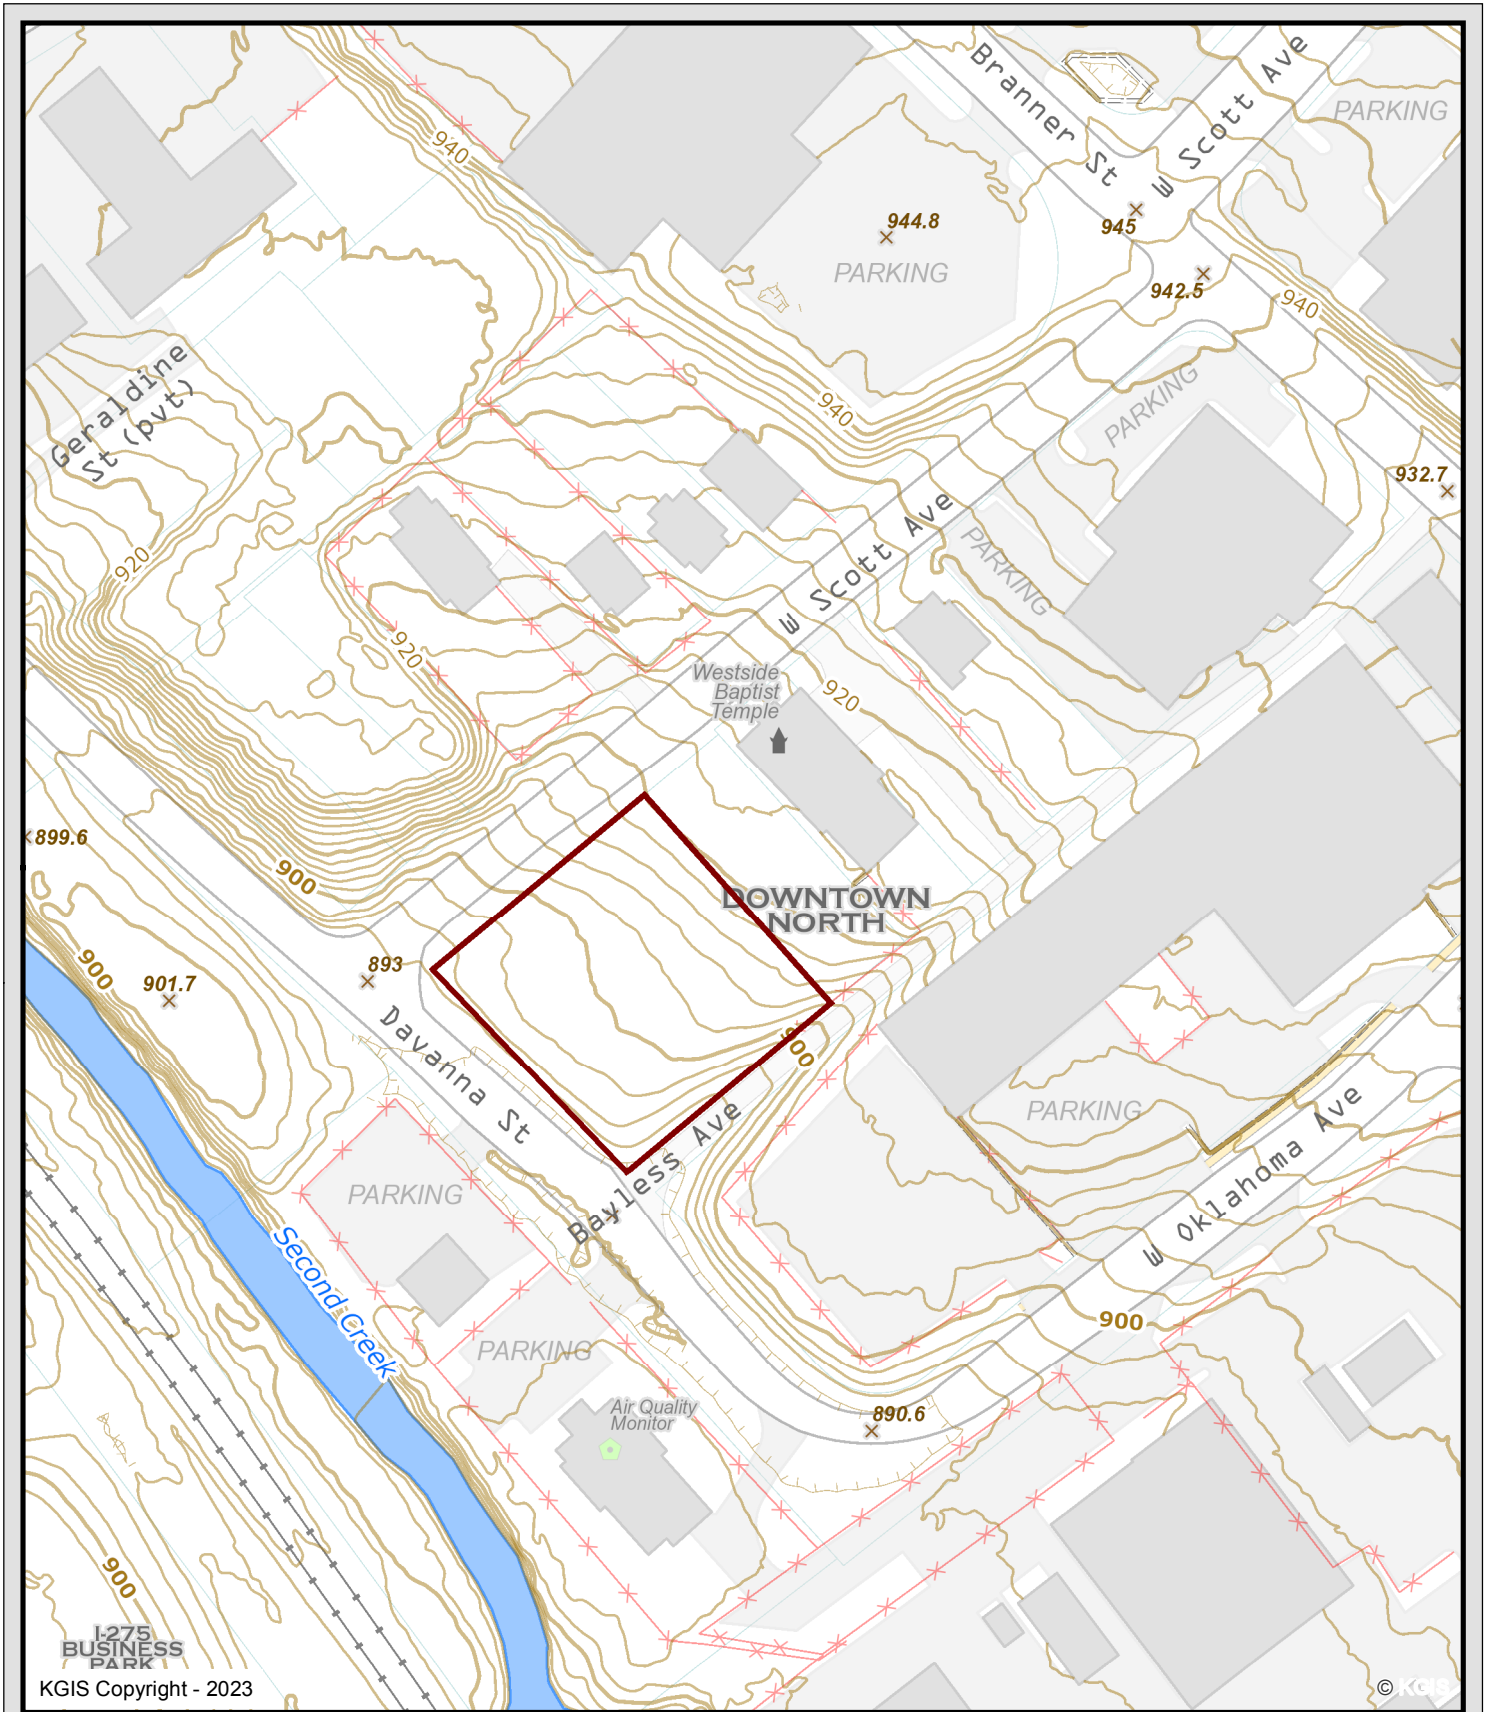 Branner St
W Scott Ave
PARKING
940
944.8
945
PARKING
942.5
940
Geraldine
St (pvt)
940
PARKING
932.7
W Scott Ave
PARKING
920
920
Westside
Baptist
Temple
920
899.6
900
DOWNTOWN
NORTH
900
901.7
893
Davanna St
900
Bayless Ave
PARKING
W Oklahoma Ave
PARKING
Second Creek
900
PARKING
Air Quality
Monitor
890.6
900
I-275
BUSINESS
PARK
KGIS Copyright - 2023
© KGIS